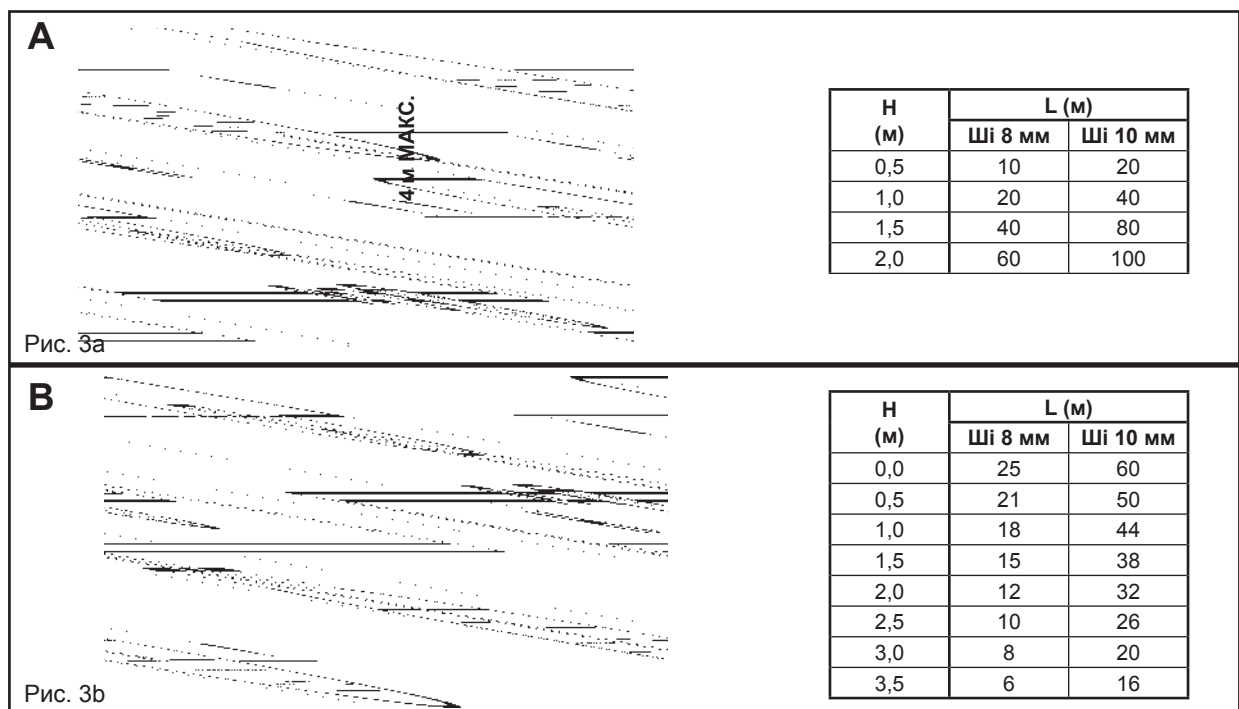 A
4 м МАКС.
Рис. 3a
H (м) L (м)
Ші 8 мм Ші 10 мм
0,5 10 20
1,0 20 40
1,5 40 80
2,0 60 100
B
Рис. 3b
H (м) L (м)
Ші 8 мм Ші 10 мм
0,0 25 60
0,5 21 50
1,0 18 44
1,5 15 38
2,0 12 32
2,5 10 26
3,0 8 20
3,5 6 16